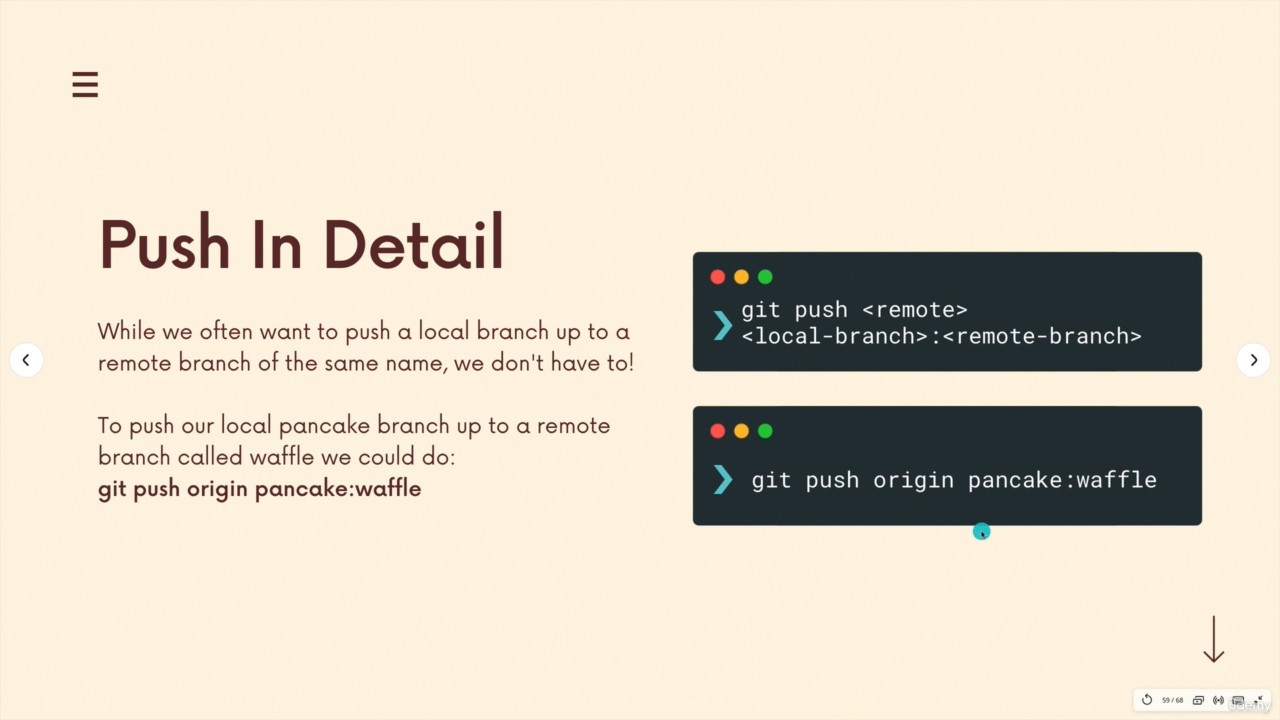 Push In Detail
While we often want to push a local branch up to a
remote branch of the same name, we don't have to!
To push our local pancake branch up to a remote
branch called waffle we could do:
git push origin pancake:waffle
git push <remote>
<local-branch>:<remote-branch>
git push origin pancake:waffle
59 / 68
udemy